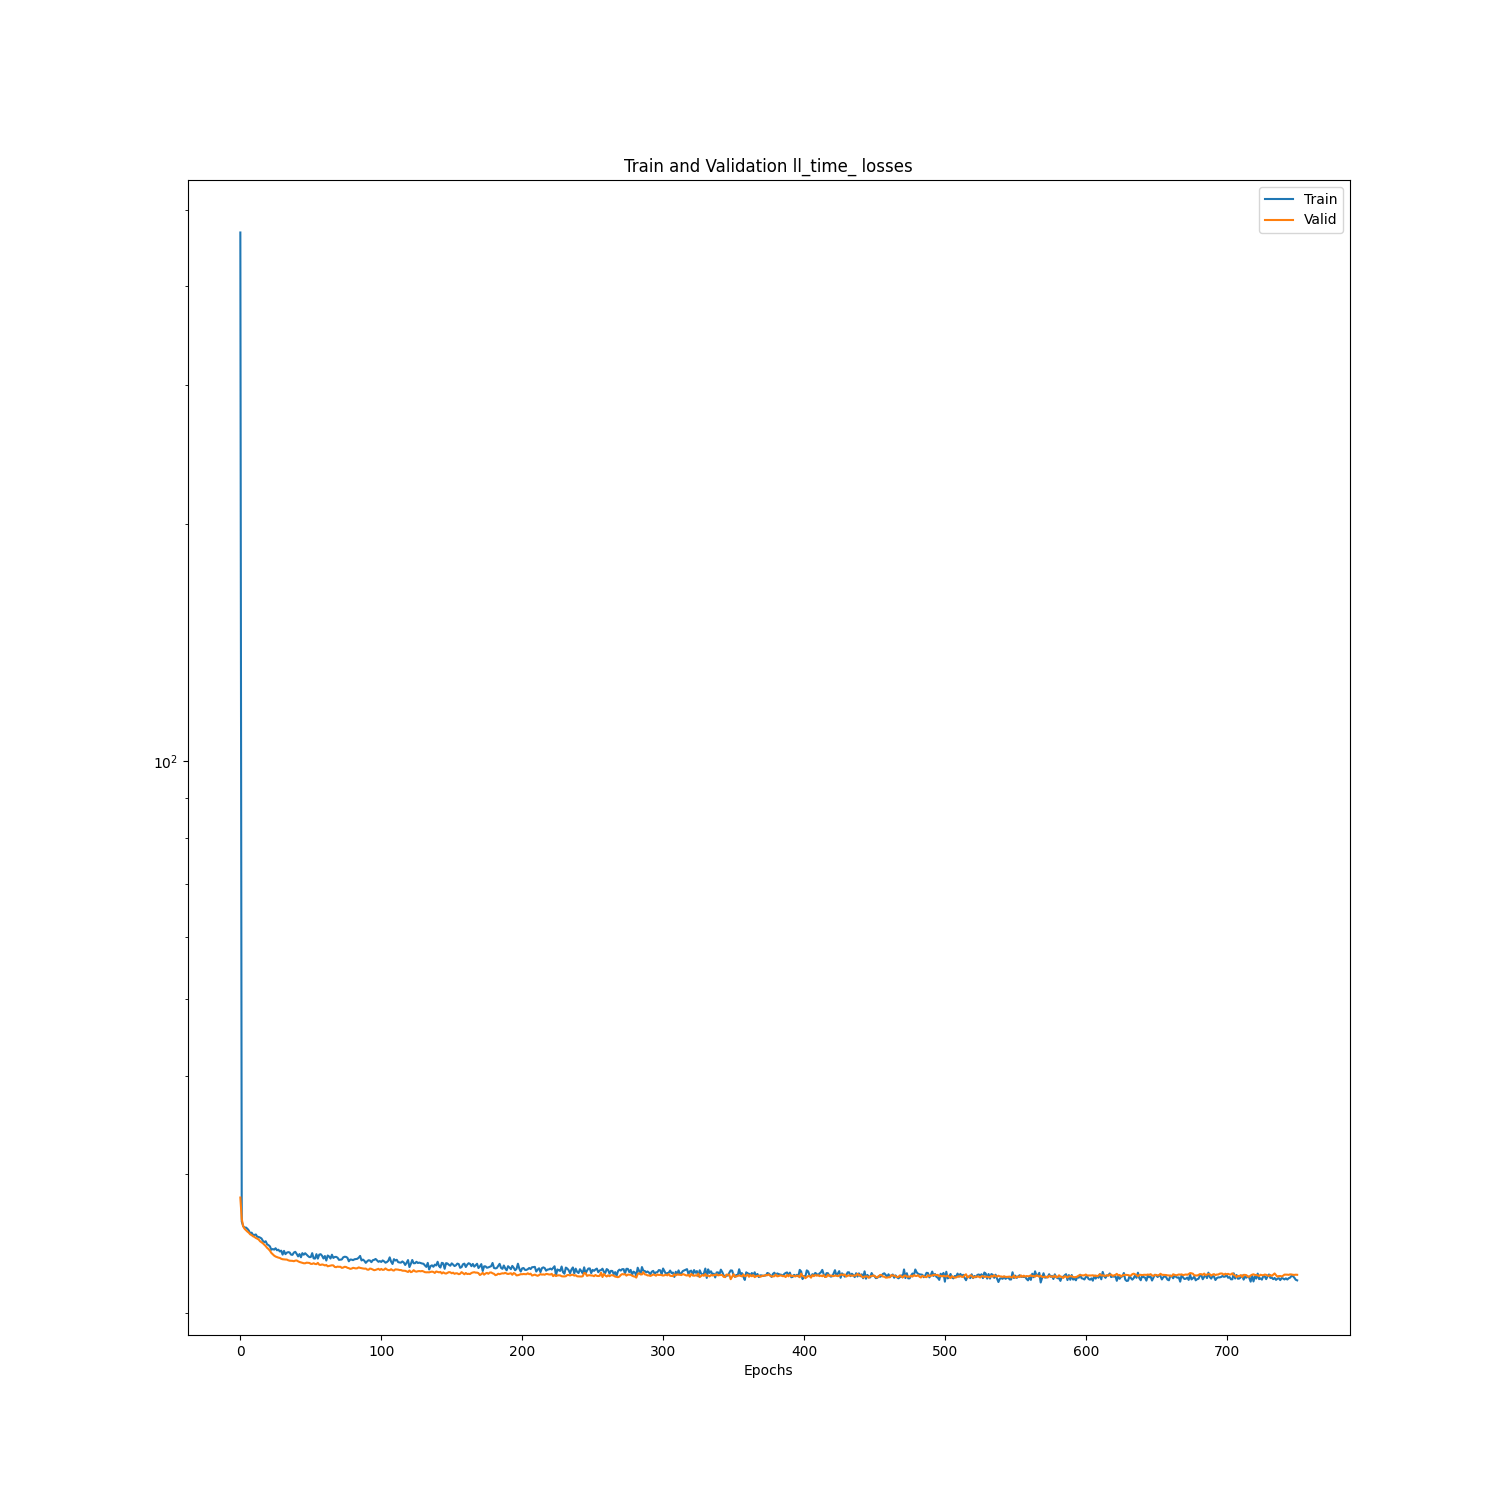 Train and Validation ll_time_ losses
Train
Valid
10²
0 100 200 300 400 500 600 700
Epochs